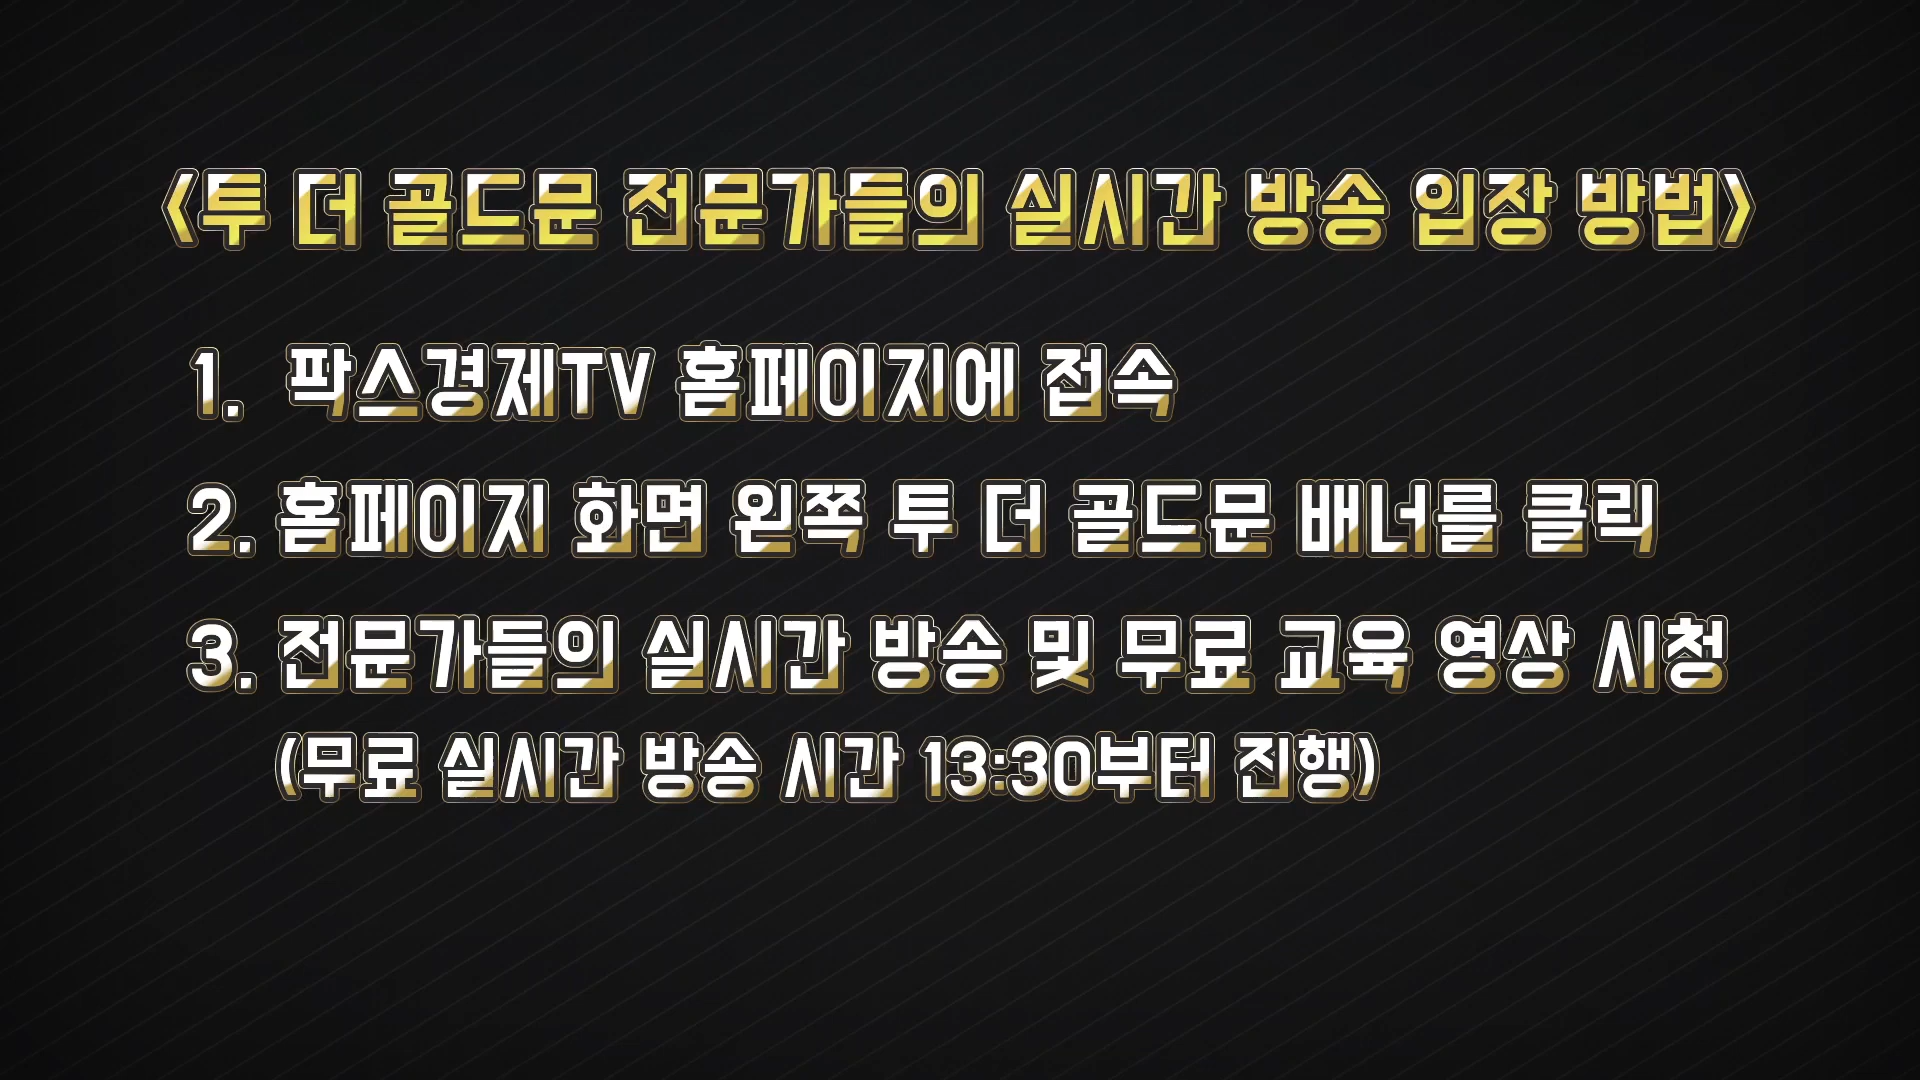 〈투 더 골드문 전문가들의 실시간 방송 입장 방법〉
1. 팍스경제TV 홈페이지에 접속
2. 홈페이지 화면 왼쪽 투 더 골드문 배너를 클릭
3. 전문가들의 실시간 방송 및 무료 교육 영상 시청
(무료 실시간 방송 시간 13:30부터 진행)